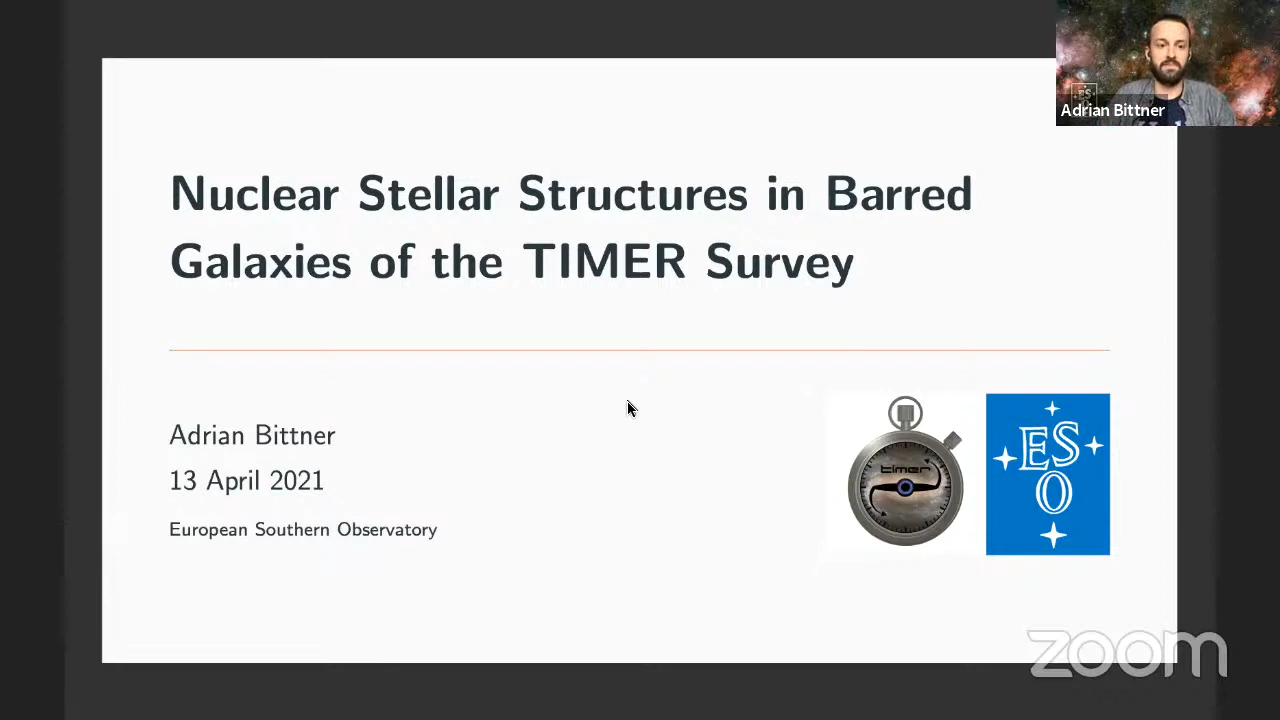 Adrian Bittner
Nuclear Stellar Structures in Barred
Galaxies of the TIMER Survey
Adrian Bittner
13 April 2021
European Southern Observatory
timer
ESO
zoom